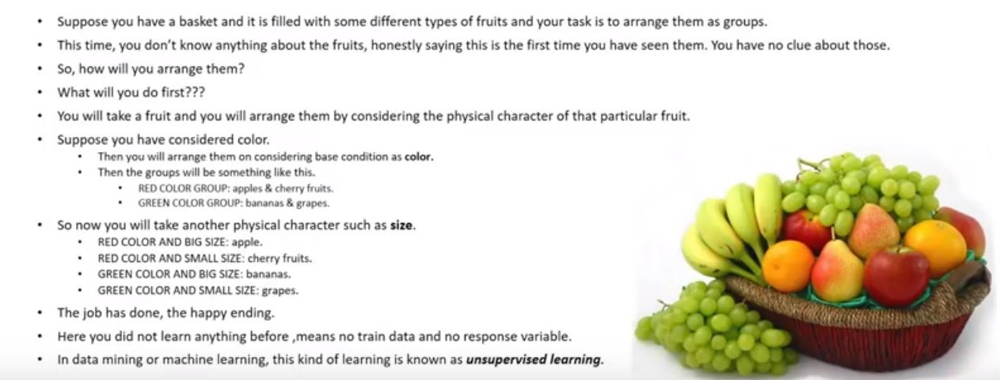 • Suppose you have a basket and it is filled with some different types of fruits and your task is to arrange them as groups.
• This time, you don't know anything about the fruits, honestly saying this is the first time you have seen them. You have no clue about those.
• So, how will you arrange them?
• What will you do first???
• You will take a fruit and you will arrange them by considering the physical character of that particular fruit.
• Suppose you have considered color.
• Then you will arrange them on considering base condition as color.
• Then the groups will be something like this.
• RED COLOR GROUP: apples & cherry fruits.
• GREEN COLOR GROUP: bananas & grapes.
• So now you will take another physical character such as size.
• RED COLOR AND BIG SIZE: apple.
• RED COLOR AND SMALL SIZE: cherry fruits.
• GREEN COLOR AND BIG SIZE: bananas.
• GREEN COLOR AND SMALL SIZE: grapes.
• The job has done, the happy ending.
• Here you did not learn anything before ,means no train data and no response variable.
• In data mining or machine learning, this kind of learning is known as unsupervised learning.